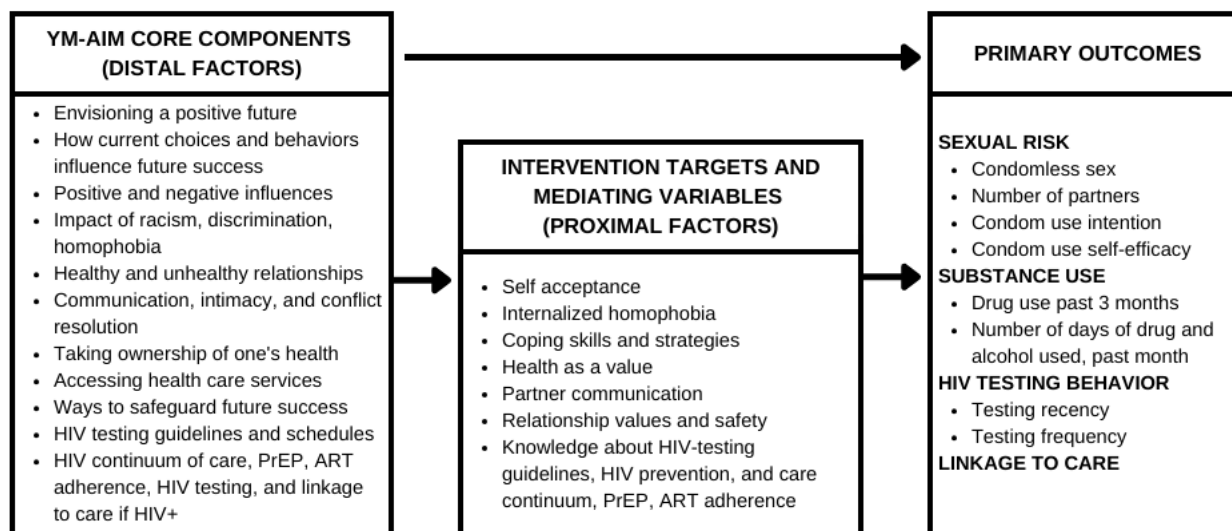 YM-AIM CORE COMPONENTS
(DISTAL FACTORS)
• Envisioning a positive future
• How current choices and behaviors
influence future success
• Positive and negative influences
• Impact of racism, discrimination,
homophobia
• Healthy and unhealthy relationships
• Communication, intimacy, and conflict
resolution
• Taking ownership of one's health
• Accessing health care services
• Ways to safeguard future success
• HIV testing guidelines and schedules
• HIV continuum of care, PrEP, ART
adherence, HIV testing, and linkage
to care if HIV+
INTERVENTION TARGETS AND
MEDIATING VARIABLES
(PROXIMAL FACTORS)
• Self acceptance
• Internalized homophobia
• Coping skills and strategies
• Health as a value
• Partner communication
• Relationship values and safety
• Knowledge about HIV-testing
guidelines, HIV prevention, and care
continuum, PrEP, ART adherence
PRIMARY OUTCOMES
SEXUAL RISK
• Condomless sex
• Number of partners
• Condom use intention
• Condom use self-efficacy
SUBSTANCE USE
• Drug use past 3 months
• Number of days of drug and
alcohol used, past month
HIV TESTING BEHAVIOR
• Testing recency
• Testing frequency
LINKAGE TO CARE